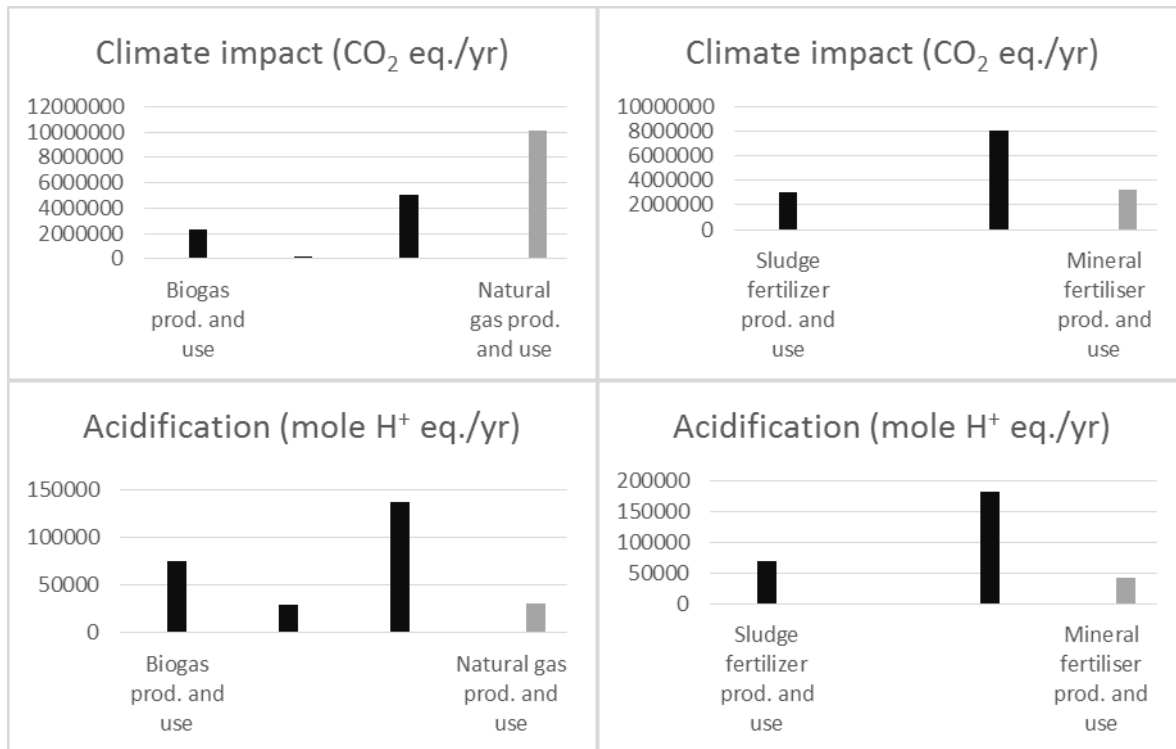 Climate impact (CO₂ eq./yr)
12000000
10000000
8000000
6000000
4000000
2000000
0
Biogas
prod. and
use
Natural
gas prod.
and use
Climate impact (CO₂ eq./yr)
10000000
8000000
6000000
4000000
2000000
0
Sludge
fertilizer
prod. and
use
Mineral
fertiliser
prod. and
use
Acidification (mole H⁺ eq./yr)
150000
100000
50000
0
Biogas
prod. and
use
Natural gas
prod. and
use
Acidification (mole H⁺ eq./yr)
200000
150000
100000
50000
0
Sludge
fertilizer
prod. and
use
Mineral
fertiliser
prod. and
use